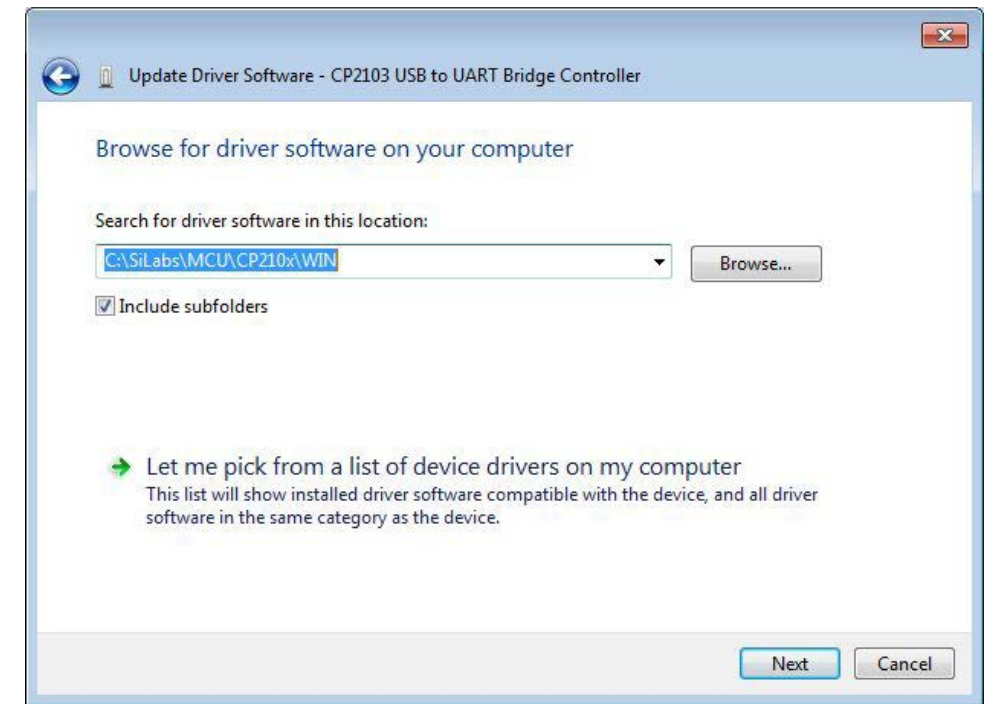 Update Driver Software - CP2103 USB to UART Bridge Controller
Browse for driver software on your computer
Search for driver software in this location:
C:\SiLabs\MCU\CP210x\WIN
Browse...
Include subfolders
Let me pick from a list of device drivers on my computer
This list will show installed driver software compatible with the device, and all driver
software in the same category as the device.
Next
Cancel